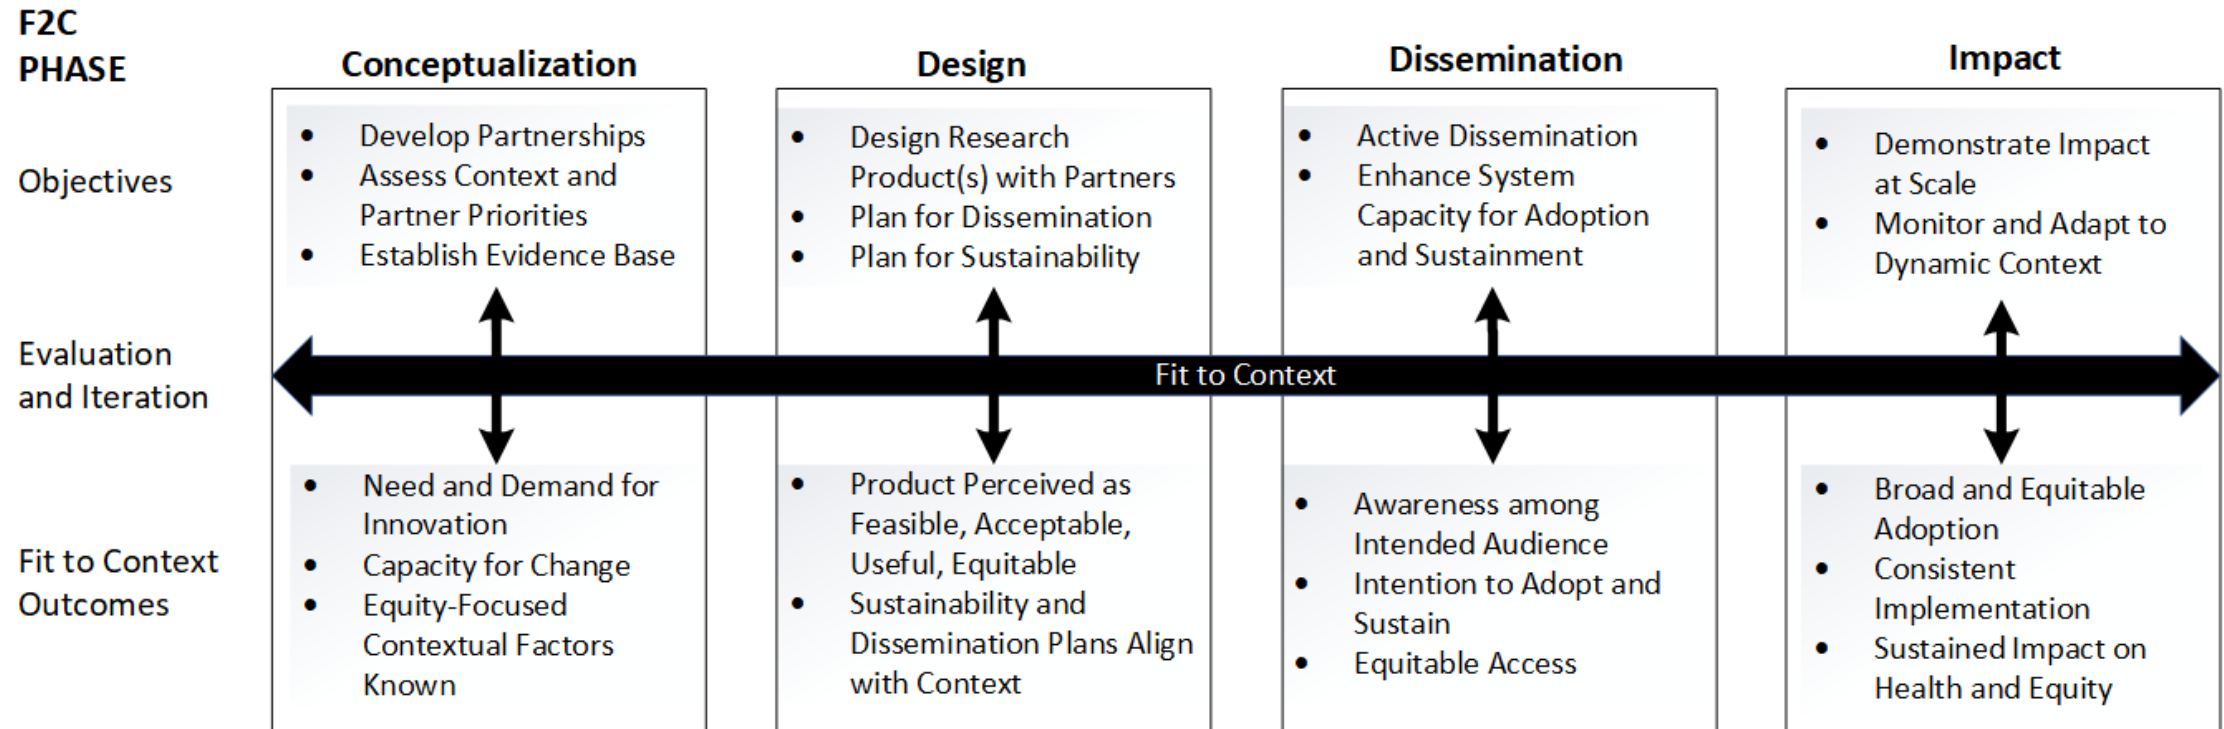 F2C
PHASE
Conceptualization
Design
Dissemination
Impact
Objectives
• Develop Partnerships
• Assess Context and
Partner Priorities
• Establish Evidence Base
• Design Research
Product(s) with Partners
• Plan for Dissemination
• Plan for Sustainability
• Active Dissemination
• Enhance System
Capacity for Adoption
and Sustainment
• Demonstrate Impact
at Scale
• Monitor and Adapt to
Dynamic Context
Evaluation
and Iteration
Fit to Context
Fit to Context
Outcomes
• Need and Demand for
Innovation
• Capacity for Change
• Equity-Focused
Contextual Factors
Known
• Product Perceived as
Feasible, Acceptable,
Useful, Equitable
• Sustainability and
Dissemination Plans Align
with Context
• Awareness among
Intended Audience
• Intention to Adopt and
Sustain
• Equitable Access
• Broad and Equitable
Adoption
• Consistent
Implementation
• Sustained Impact on
Health and Equity